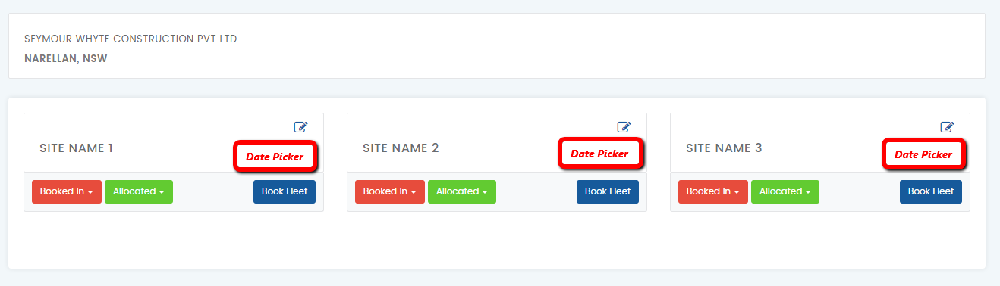 SEYMOUR WHYTE CONSTRUCTION PVT LTD
NARELLAN, NSW
SITE NAME 1
Date Picker
Booked In
Allocated
Book Fleet
SITE NAME 2
Date Picker
Booked In
Allocated
Book Fleet
SITE NAME 3
Date Picker
Booked In
Allocated
Book Fleet